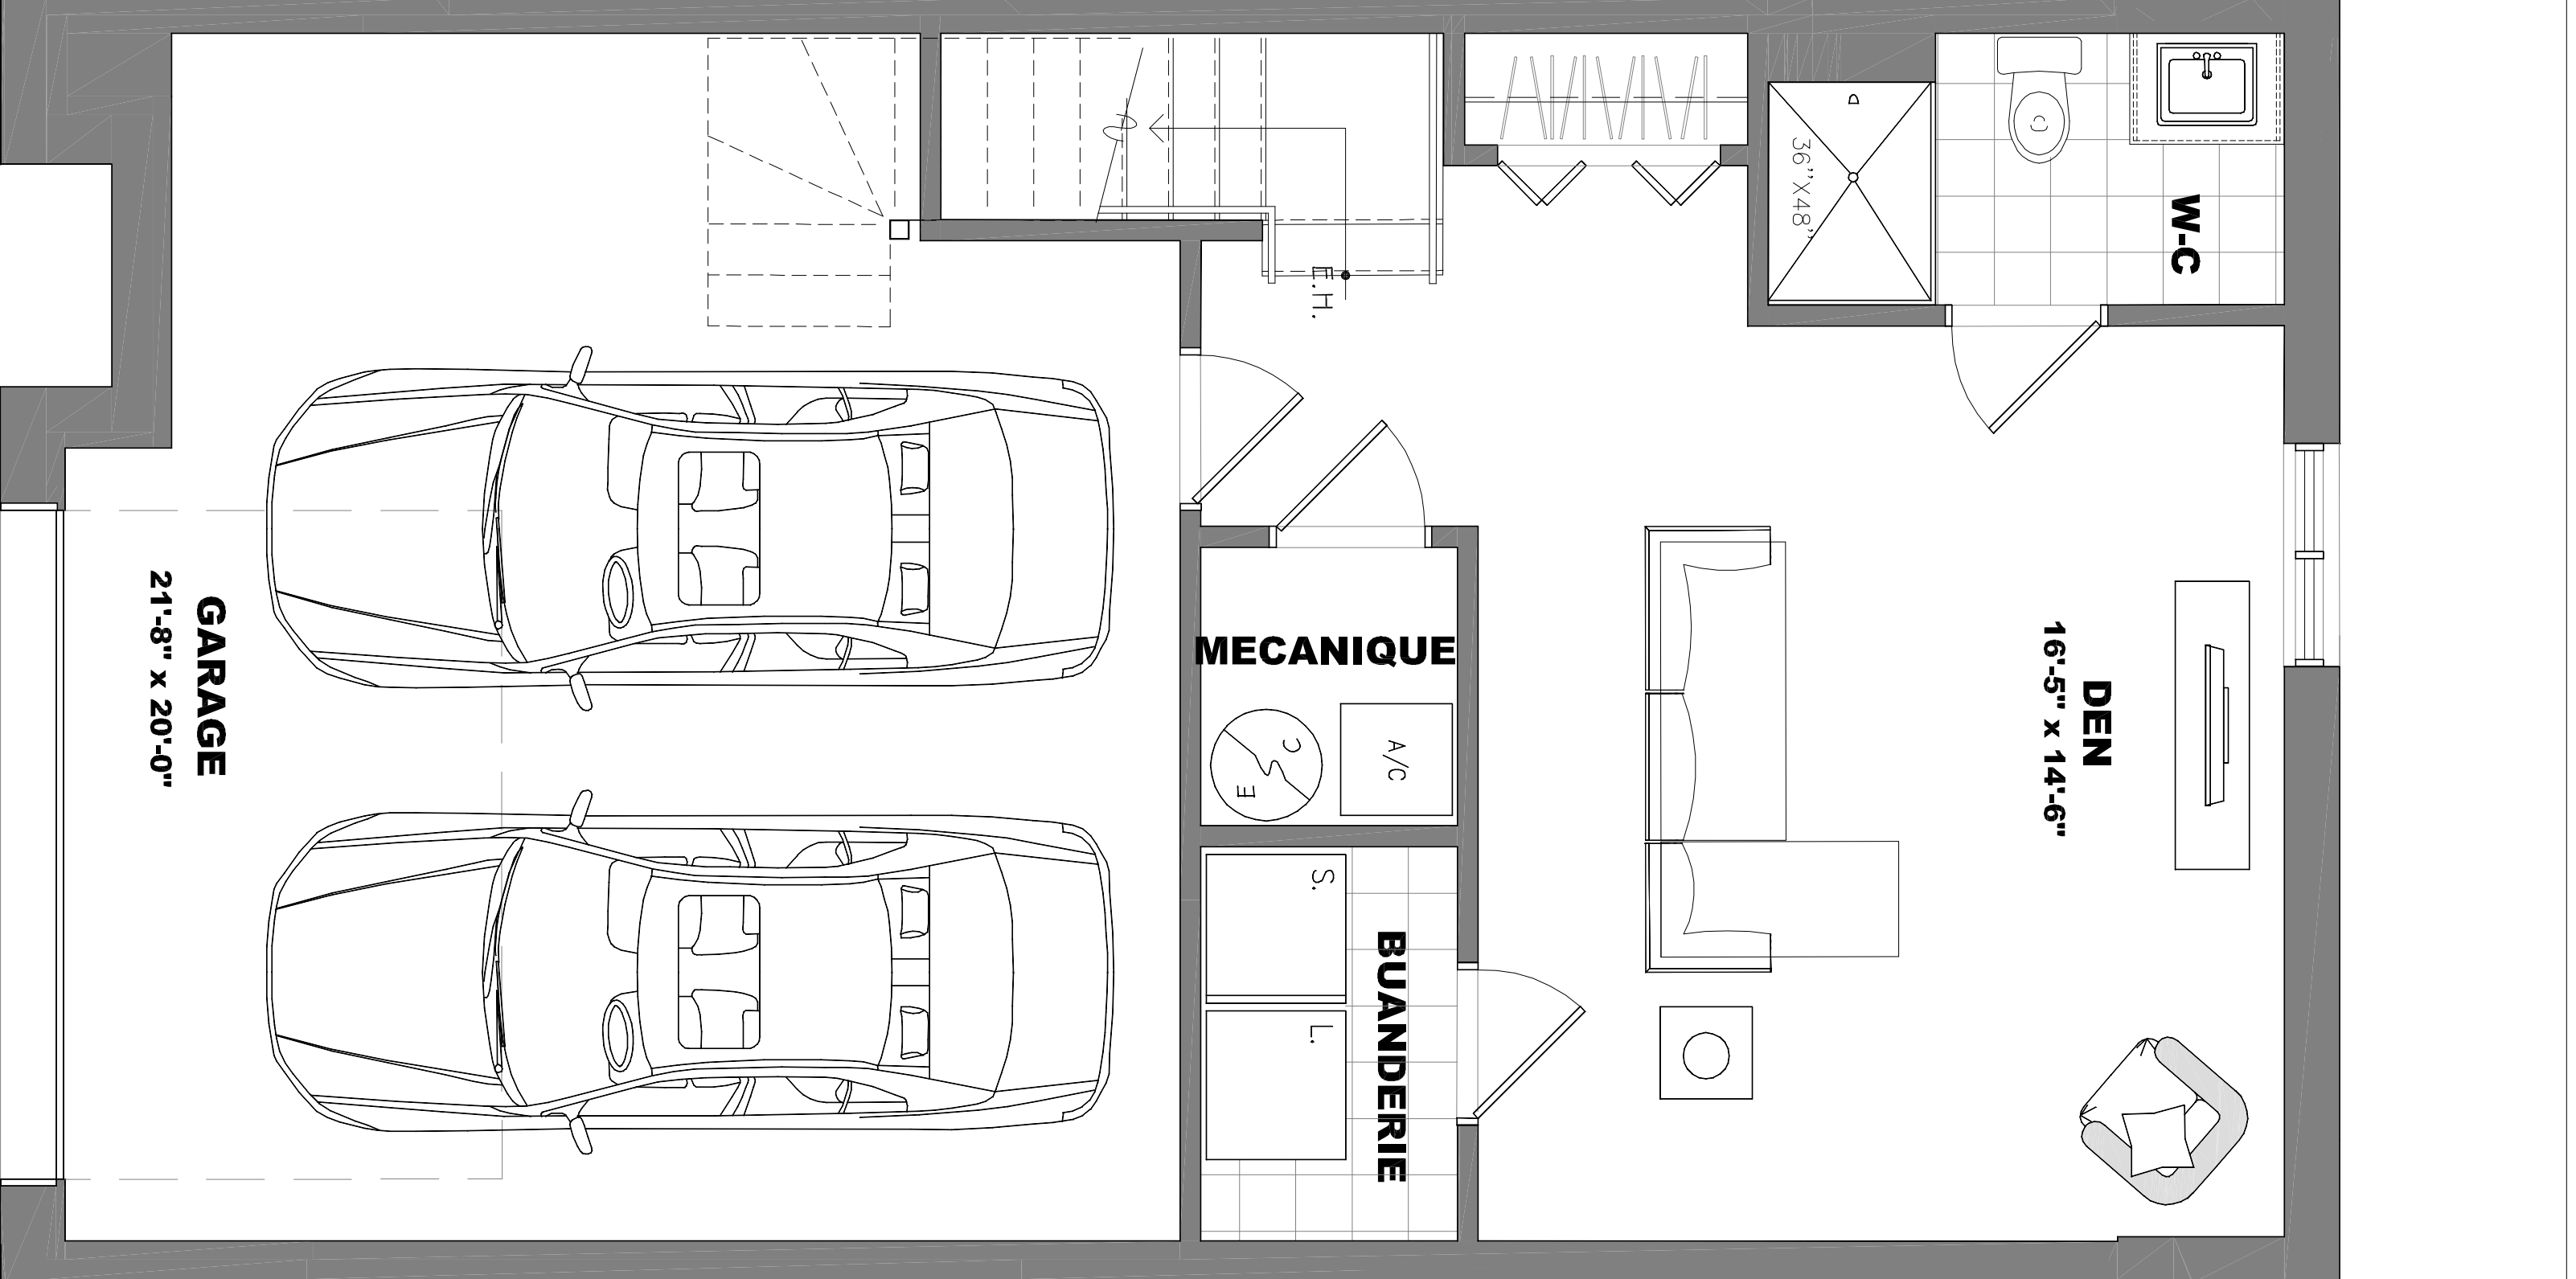 GARAGE
21'-8" x 20'-0"
E.H.
36"X48"
W-C
MECANIQUE
C
E
A/C
S.
L.
BUANDERIE
DEN
16'-5" x 14'-6"